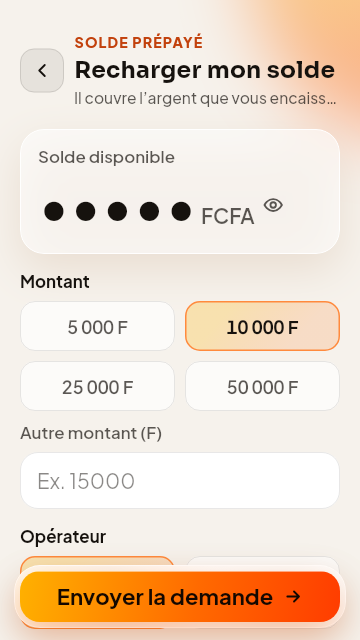 SOLDE PRÉPAYÉ
Recharger mon solde
Il couvre l’argent que vous encaiss…
Solde disponible
●●●●● FCFA
Montant
5 000 F
10 000 F
25 000 F
50 000 F
Autre montant (F)
Ex. 15000
Opérateur
Envoyer la demande →